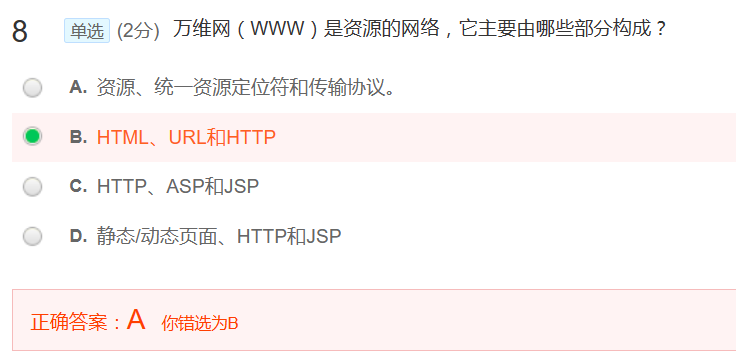 8 单选 (2分) 万维网（WWW）是资源的网络，它主要由哪些部分构成？
A. 资源、统一资源定位符和传输协议。
B. HTML、URL和HTTP
C. HTTP、ASP和JSP
D. 静态/动态页面、HTTP和JSP
正确答案：A 你错选为B